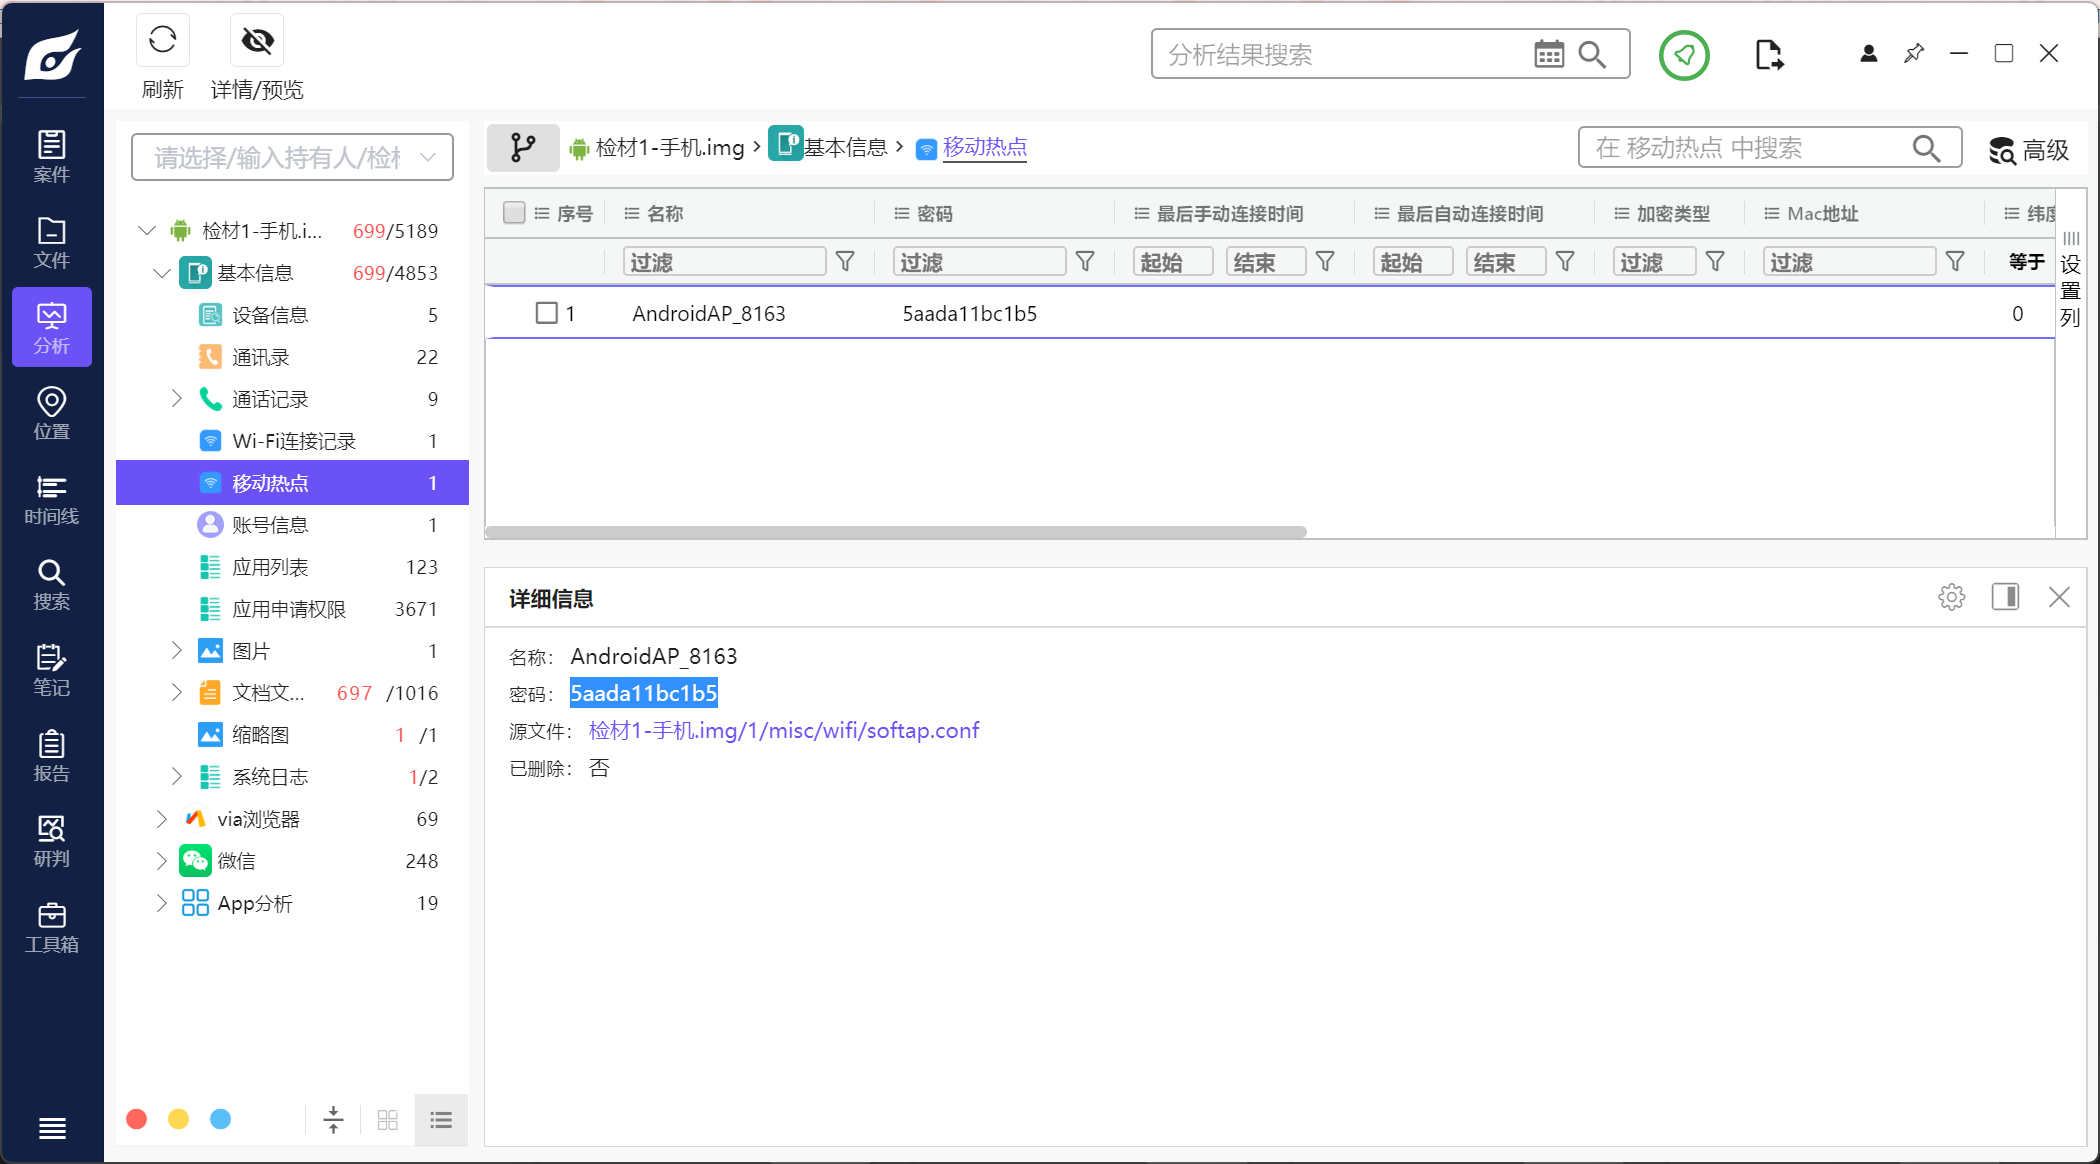 刷新
详情/预览
分析结果搜索
案件
文件
分析
位置
时间线
搜索
笔记
报告
研判
工具箱
检材1-手机.i... 699/5189
基本信息 699/4853
设备信息 5
通讯录 22
通话记录 9
Wi-Fi连接记录 1
移动热点 1
账号信息 1
应用列表 123
应用申请权限 3671
图片 1
文档文... 697 /1016
缩略图 1 /1
系统日志 1/2
via浏览器 69
微信 248
App分析 19
检材1-手机.img › 基本信息 › 移动热点
在 移动热点 中搜索
高级
序号 名称 密码 最后手动连接时间 最后自动连接时间 加密类型 Mac地址
过滤 过滤 起始 结束 起始 结束 过滤 过滤 等于
1 AndroidAP_8163 5aada11bc1b5 0
设置列
详细信息
名称: AndroidAP_8163
密码: 5aada11bc1b5
源文件: 检材1-手机.img/1/misc/wifi/softap.conf
已删除: 否